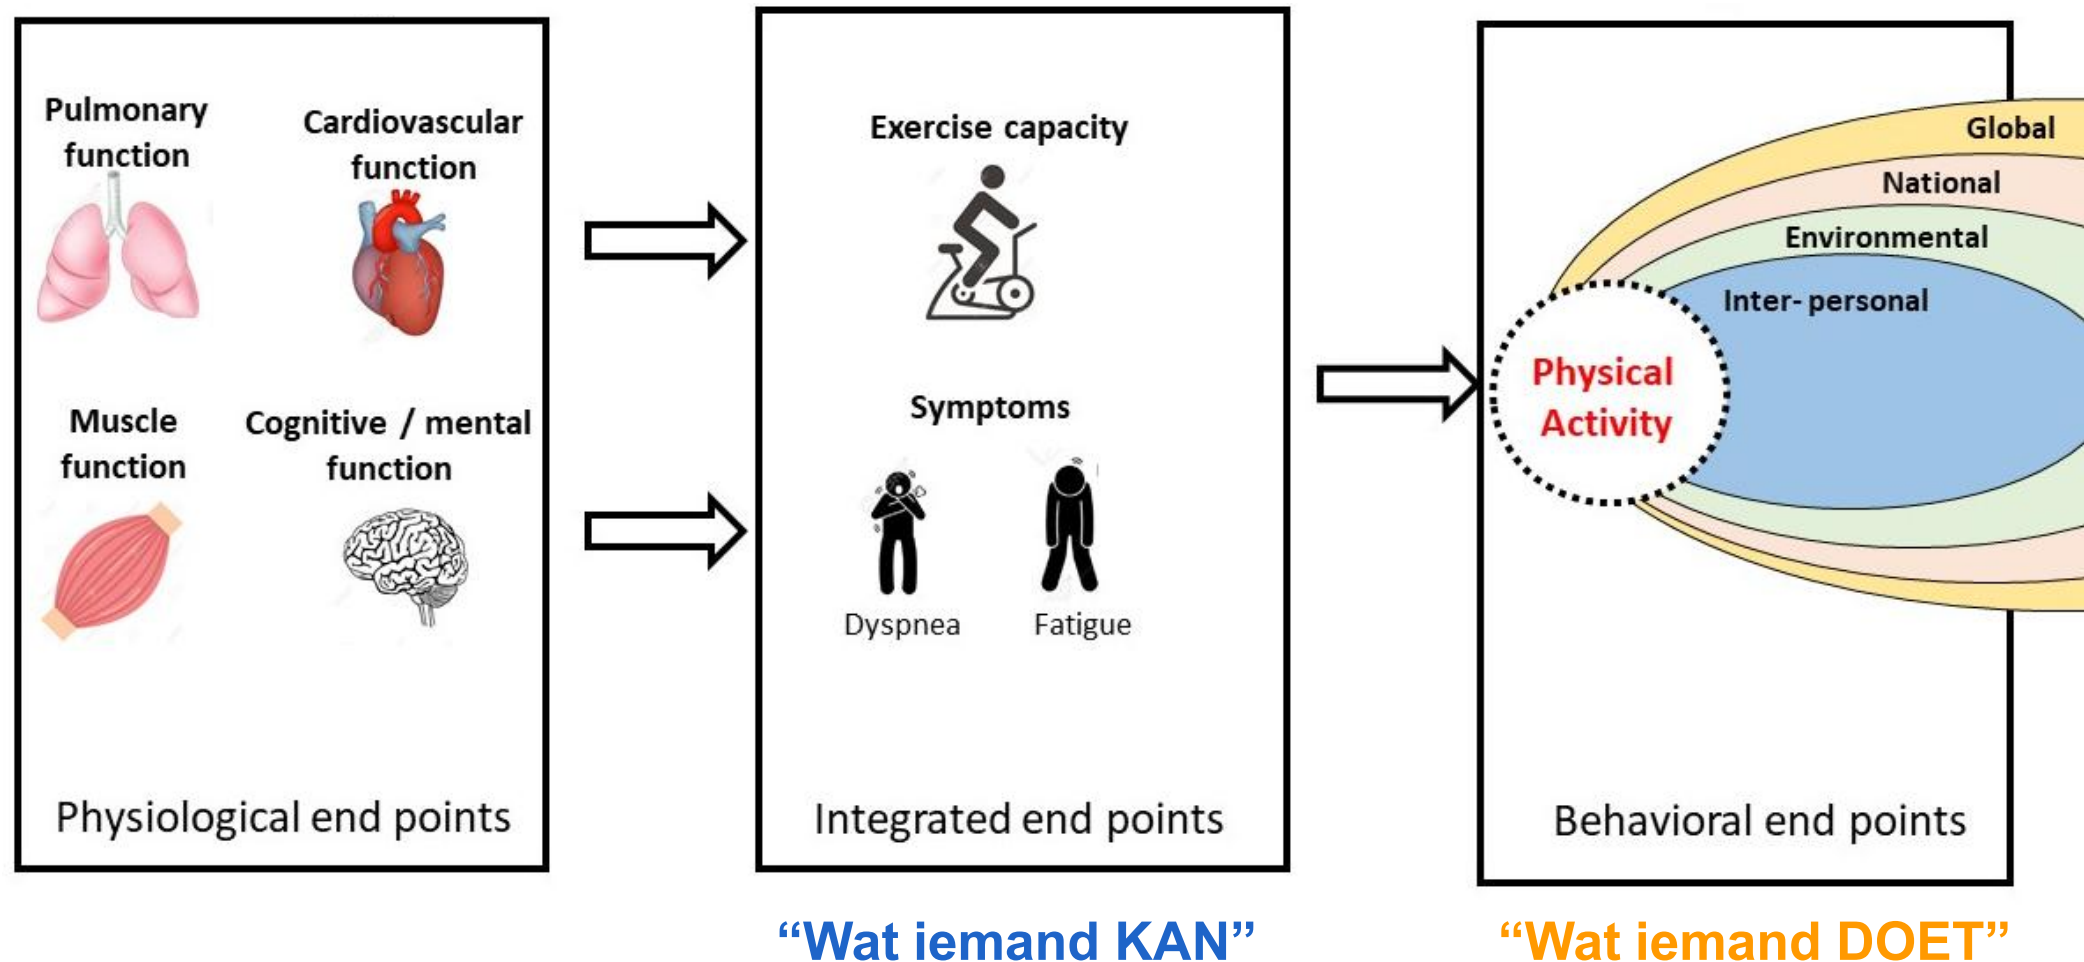 Pulmonary
function
Cardiovascular
function
Muscle
function
Cognitive / mental
function
Physiological end points
Exercise capacity
Symptoms
Dyspnea
Fatigue
Integrated end points
“Wat iemand KAN”
Global
National
Environmental
Inter- personal
Physical
Activity
Behavioral end points
“Wat iemand DOET”